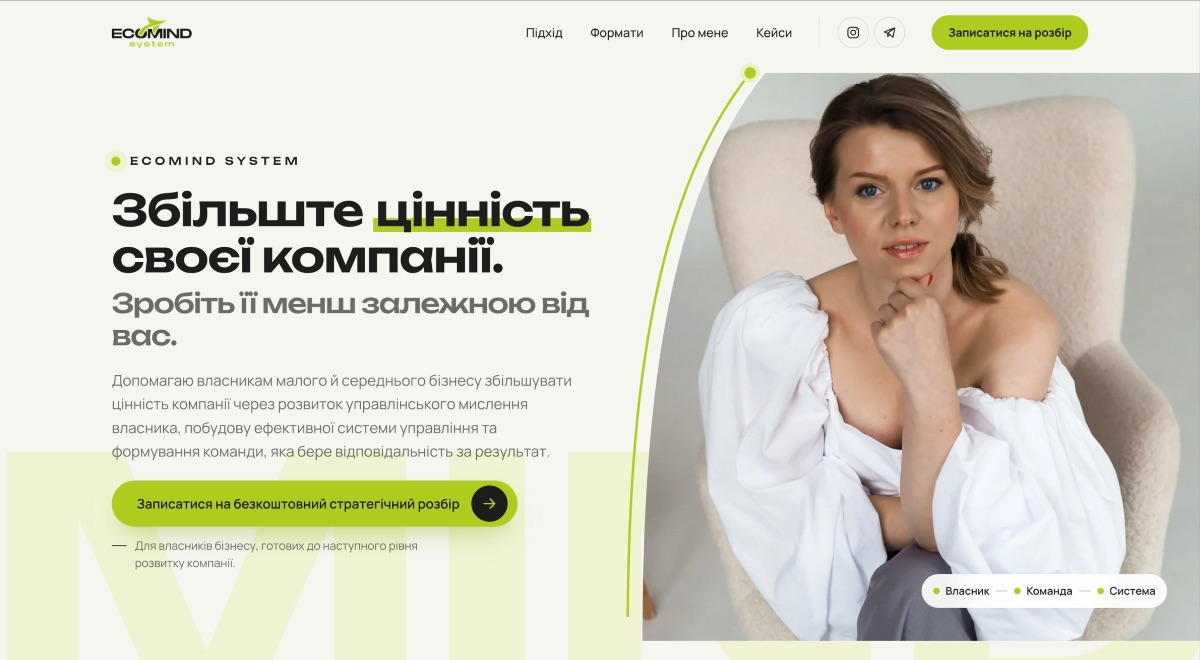 ECOMIND
system
Підхід
Формати
Про мене
Кейси
Записатися на розбір
ECOMIND SYSTEM
Збільште цінність
своєї компанії.
Зробіть її менш залежною від
вас.
Допомагаю власникам малого й середнього бізнесу збільшувати
цінність компанії через розвиток управлінського мислення
власника, побудову ефективної системи управління та
формування команди, яка бере відповідальність за результат.
Записатися на безкоштовний стратегічний розбір
Для власників бізнесу, готових до наступного рівня
розвитку компанії.
Власник — Команда — Система
MIND